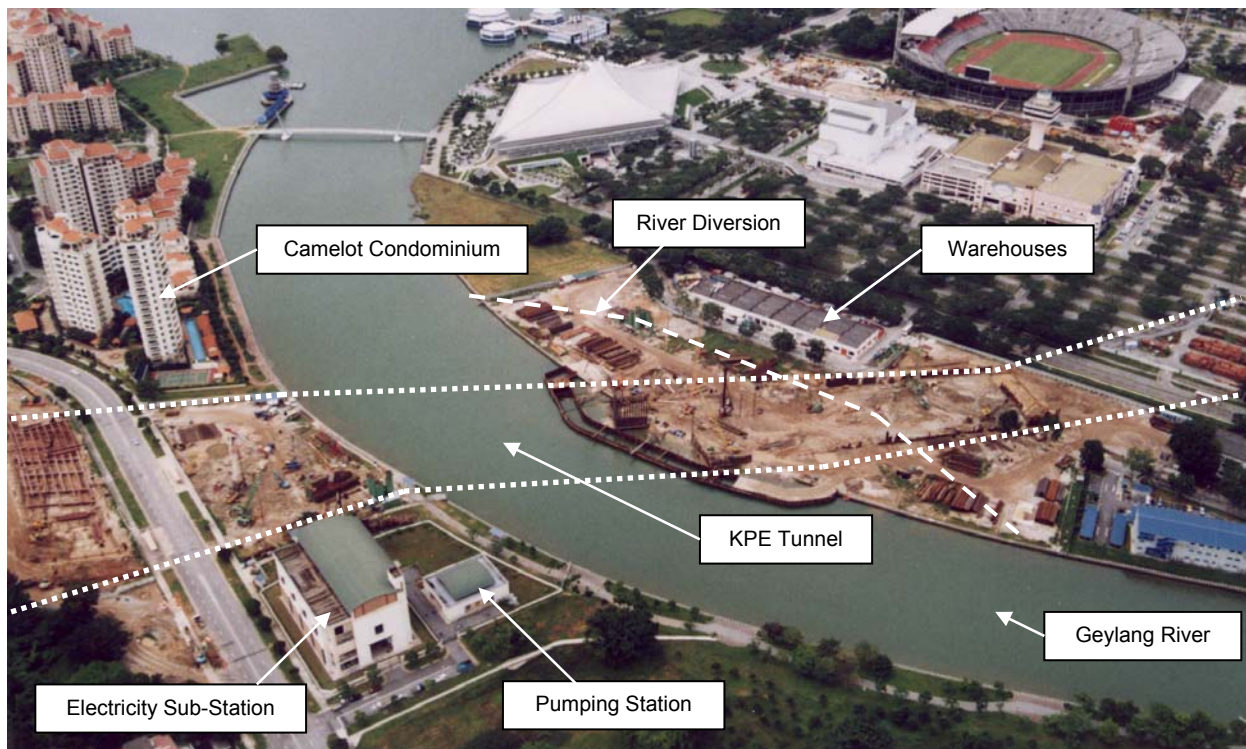 River Diversion
Camelot Condominium
Warehouses
KPE Tunnel
Geylang River
Electricity Sub-Station
Pumping Station